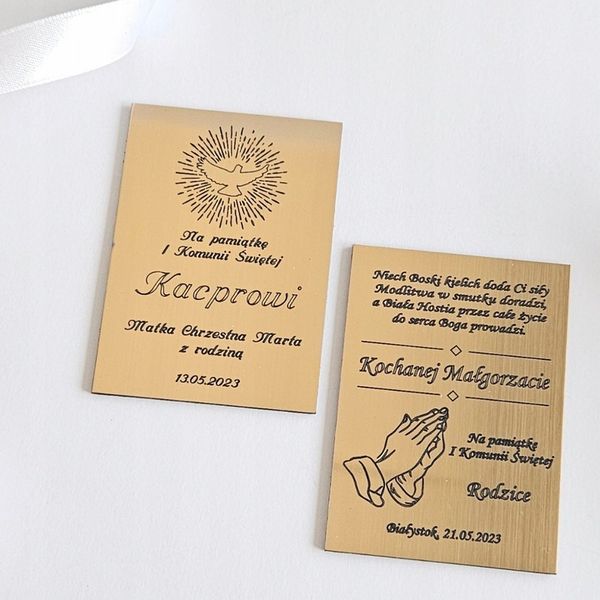 Na pamiątkę
I Komunii Świętej
Kacprowi
Matka Chrzestna Marta
z rodziną
13.05.2023
Niech Boski kielich doda Ci siły
Modlitwa w smutku doradzi,
a Biała Hostia przez całe życie
do serca Boga prowadzi.
Kochanej Małgorzacie
Na pamiątkę
I Komunii Świętej
Rodzice
Białystok, 21.05.2023